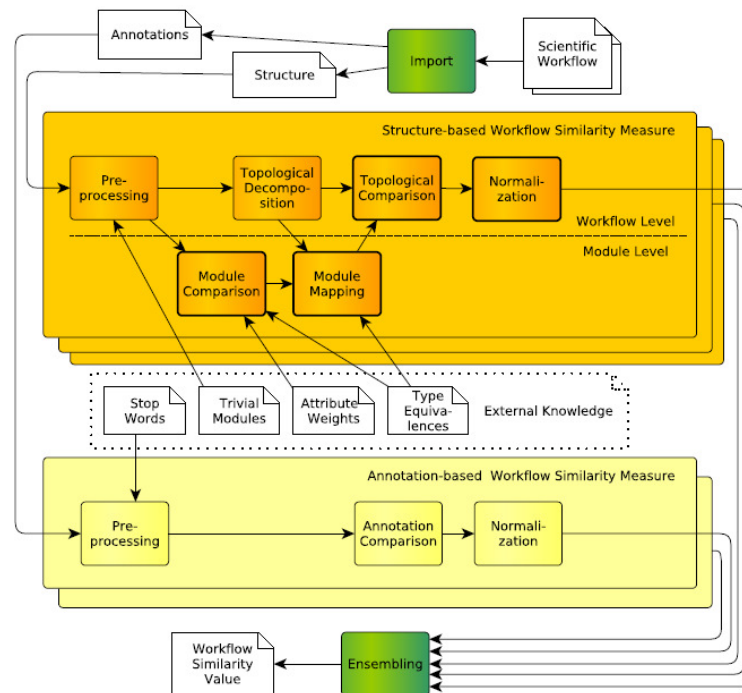 Annotations
Import
Scientific
Workflow
Structure
Structure-based Workflow Similarity Measure
Pre-
processing
Topological
Decompo-
sition
Topological
Comparison
Normali-
zation
Workflow Level
Module Level
Module
Comparison
Module
Mapping
Stop
Words
Trivial
Modules
Attribute
Weights
Type
Equiva-
lences
External Knowledge
Annotation-based Workflow Similarity Measure
Pre-
processing
Annotation
Comparison
Normali-
zation
Workflow
Similarity
Value
Ensembling